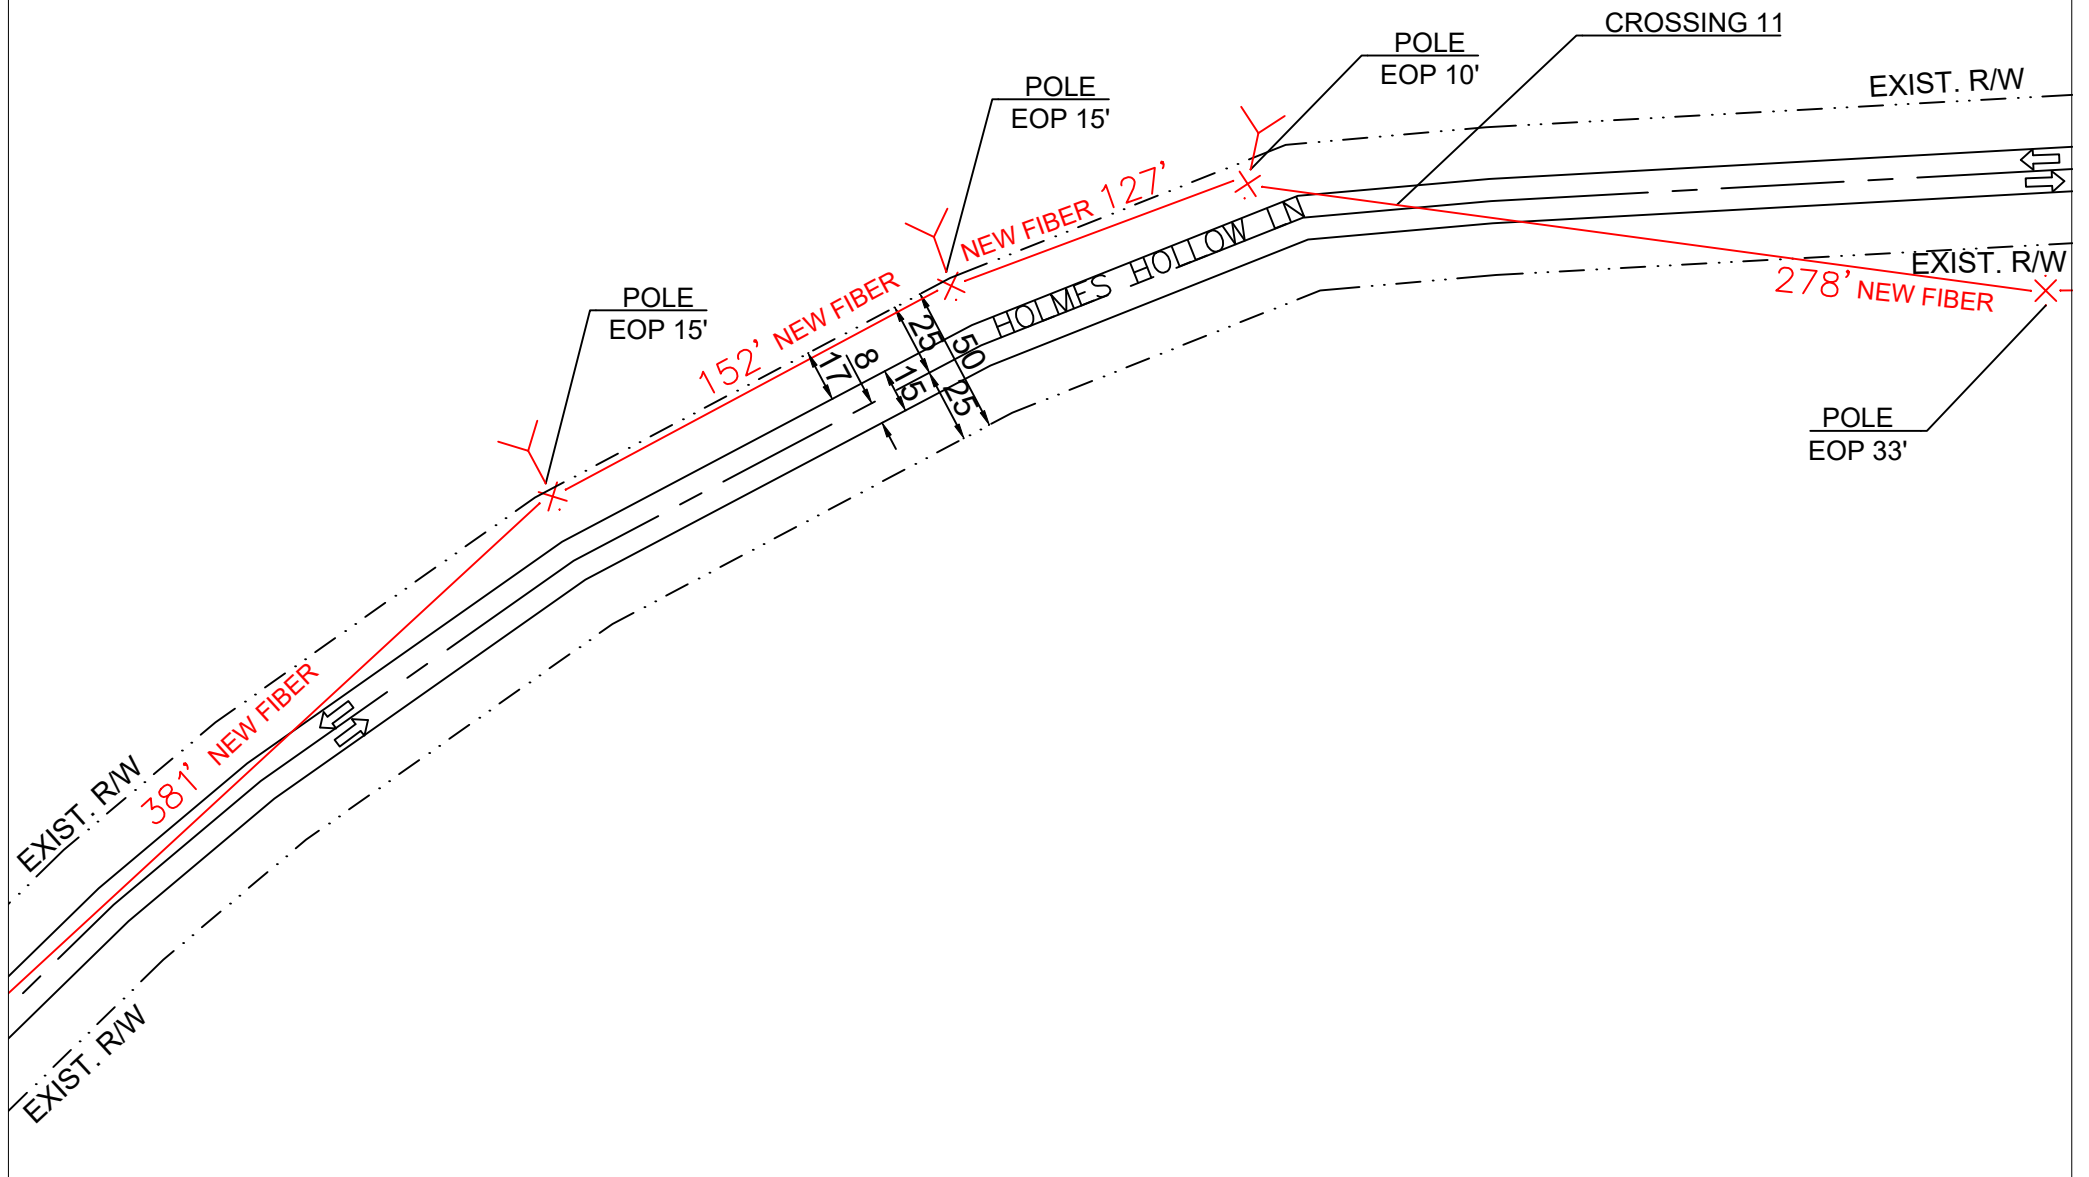 CROSSING 11
POLE
EOP 10'
POLE
EOP 15'
EXIST. R/W
NEW FIBER 127'
HOLMES HOLLOW LN
EXIST. R/W
278' NEW FIBER
POLE
EOP 15'
152' NEW FIBER
25
50
17
8
15
25
POLE
EOP 33'
381' NEW FIBER
EXIST. R/W
EXIST. R/W